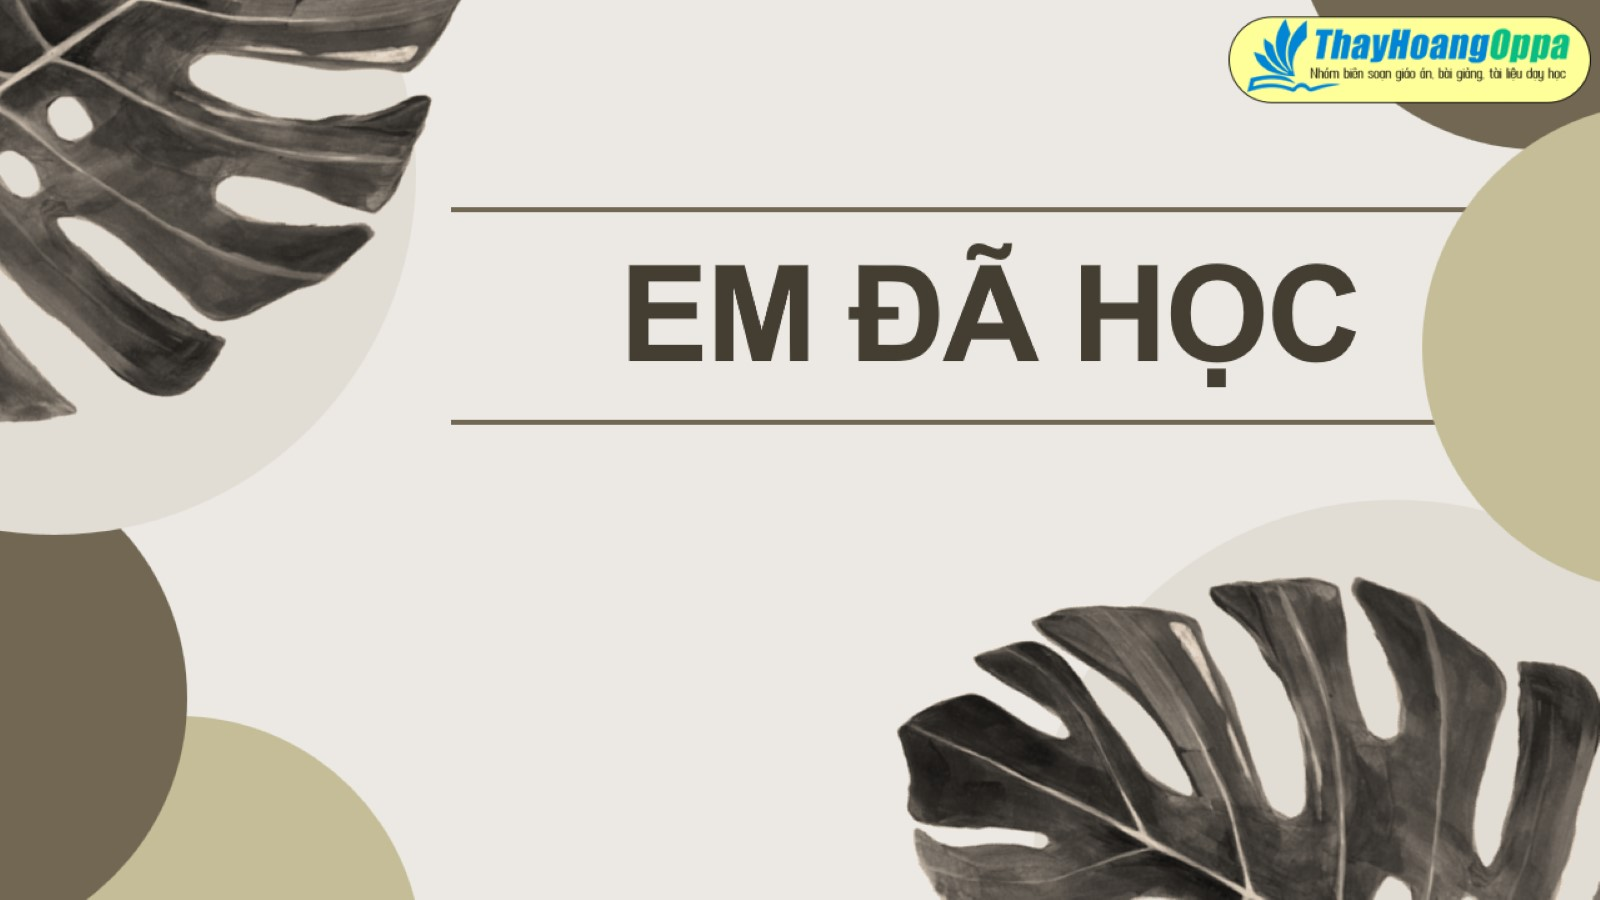 ThayHoangOppa
Nhóm biên soạn giáo án, bài giảng, tài liệu dạy học
EM ĐÃ HỌC